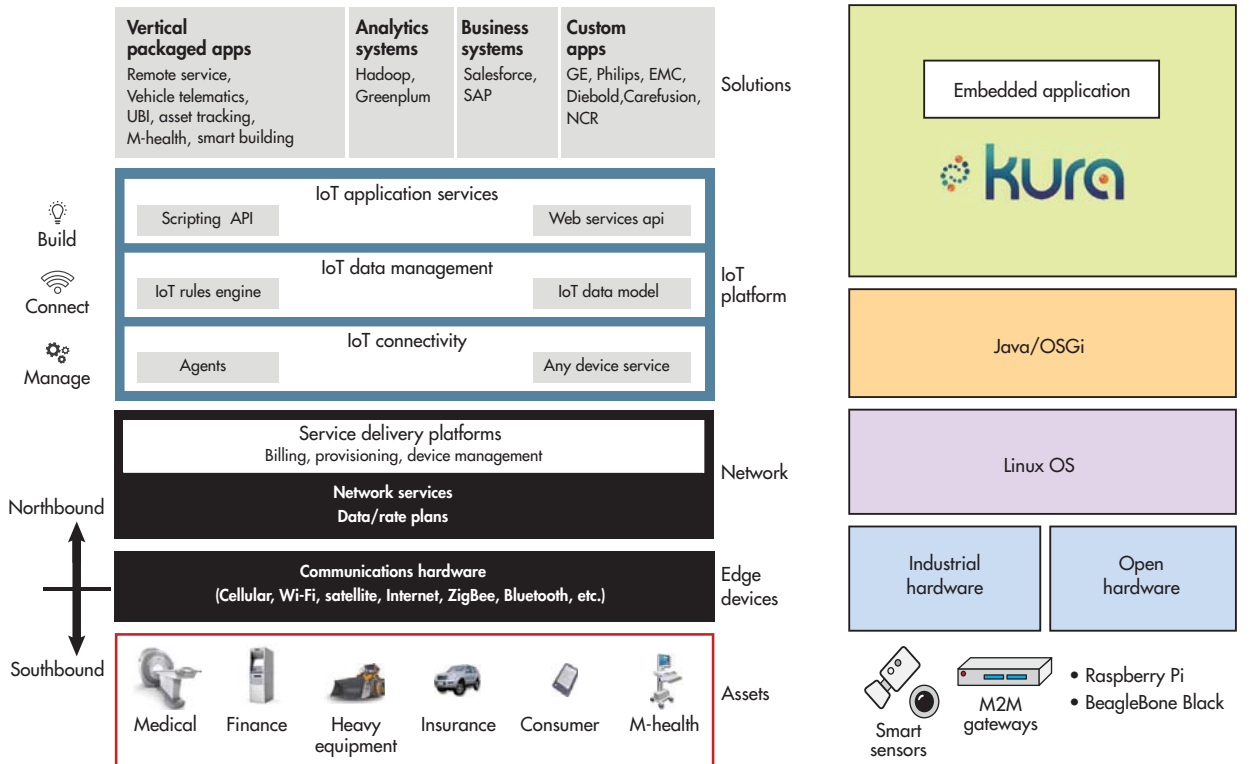 Vertical
packaged apps
Remote service,
Vehicle telematics,
UBI, asset tracking,
M-health, smart building
Analytics
systems
Hadoop,
Greenplum
Business
systems
Salesforce,
SAP
Custom
apps
GE, Philips, EMC,
Diebold,Carefusion,
NCR
Solutions
Build
Connect
Manage
IoT application services
Scripting API
Web services api
IoT data management
IoT rules engine
IoT data model
IoT connectivity
Agents
Any device service
IoT
platform
Service delivery platforms
Billing, provisioning, device management
Network services
Data/rate plans
Network
Northbound
Southbound
Communications hardware
(Cellular, Wi-Fi, satellite, Internet, ZigBee, Bluetooth, etc.)
Edge
devices
Medical
Finance
Heavy
equipment
Insurance
Consumer
M-health
Assets
Embedded application
kura
Java/OSGi
Linux OS
Industrial
hardware
Open
hardware
Smart
sensors
M2M
gateways
• Raspberry Pi
• BeagleBone Black